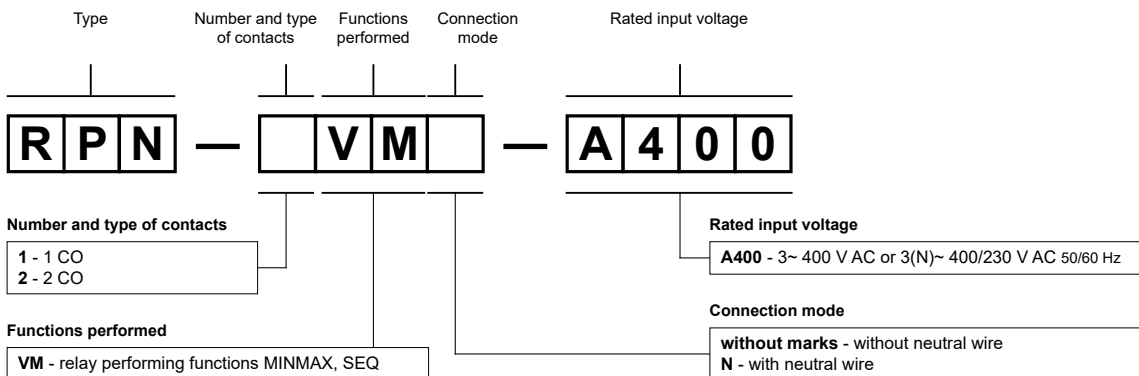 Type
Number and type
of contacts
Functions
performed
Connection
mode
Rated input voltage
RPN — VM — A400
Number and type of contacts
1 - 1 CO
2 - 2 CO
Rated input voltage
A400 - 3~ 400 V AC or 3(N)~ 400/230 V AC 50/60 Hz
Functions performed
VM - relay performing functions MINMAX, SEQ
Connection mode
without marks - without neutral wire
N - with neutral wire